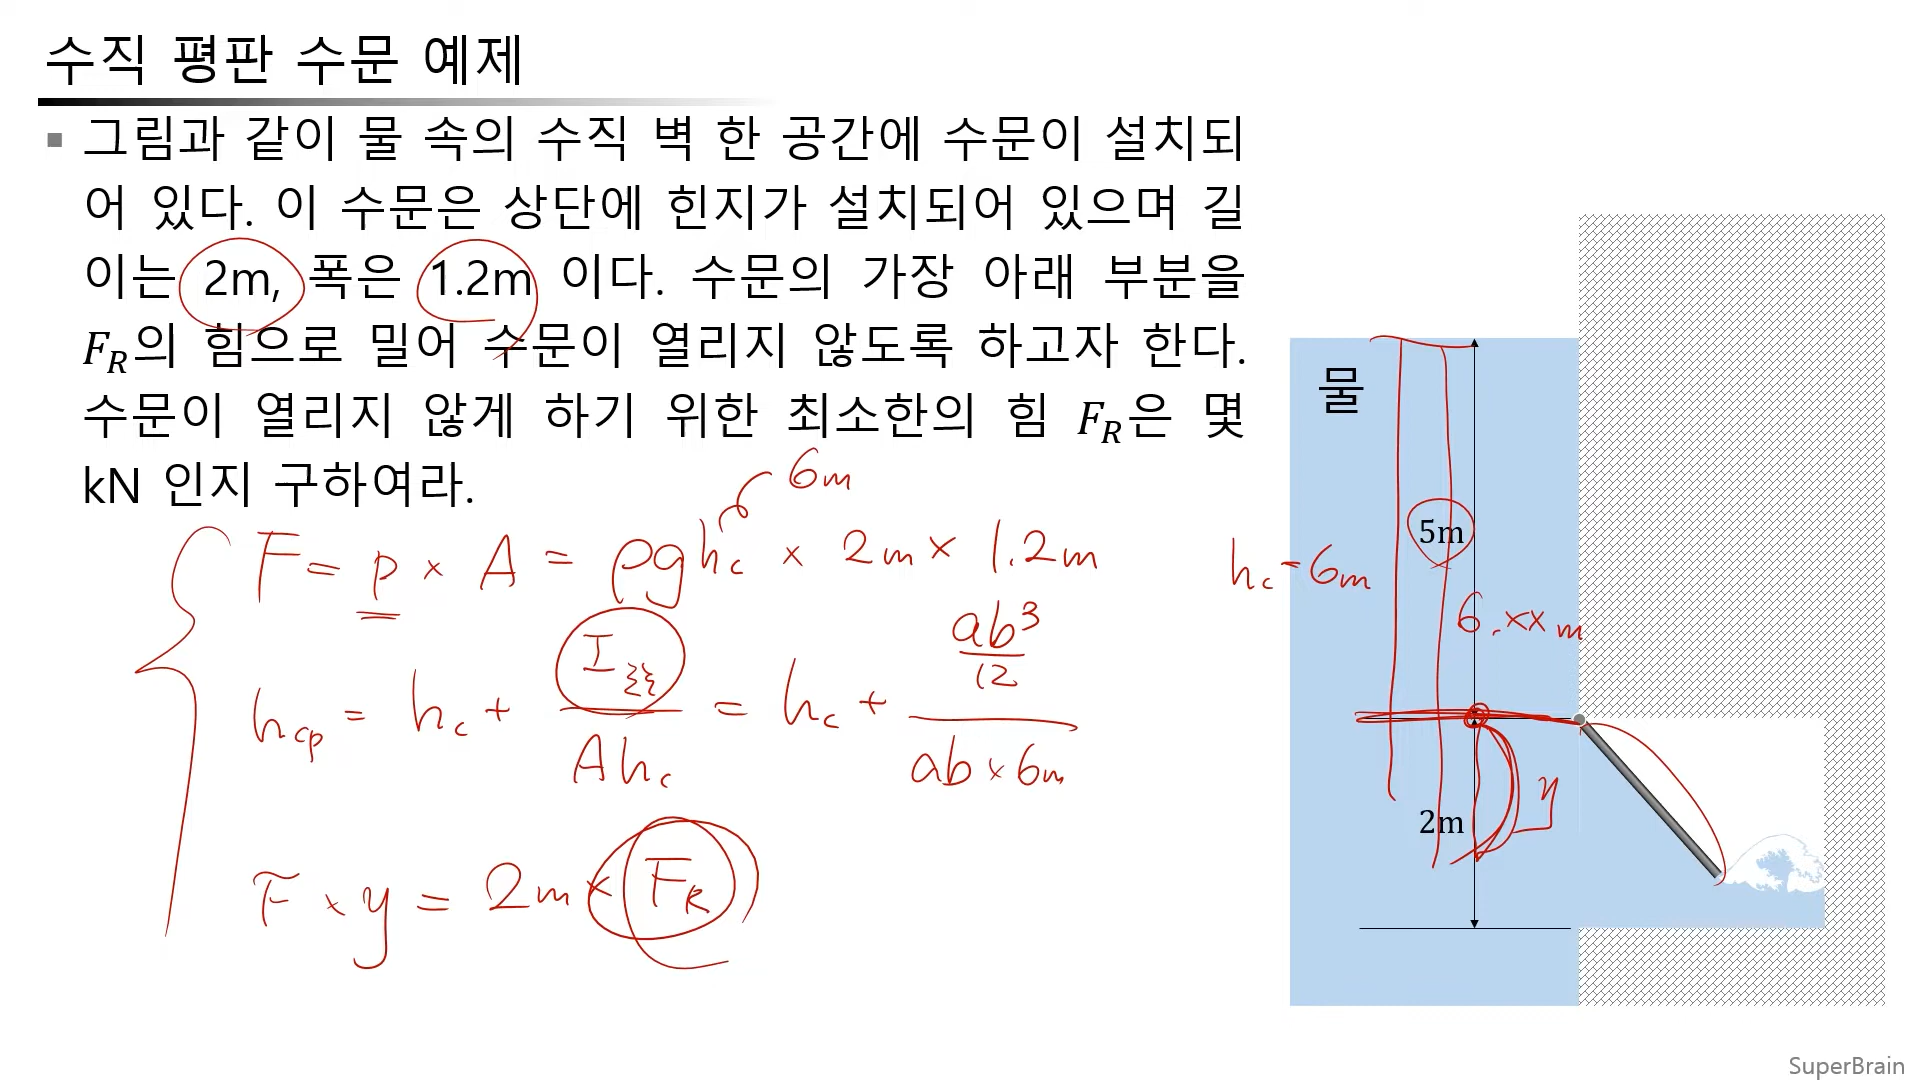 수직 평판 수문 예제
▪ 그림과 같이 물 속의 수직 벽 한 공간에 수문이 설치되
어 있다. 이 수문은 상단에 힌지가 설치되어 있으며 길
이는 2m, 폭은 1.2m 이다. 수문의 가장 아래 부분을
F_R의 힘으로 밀어 수문이 열리지 않도록 하고자 한다.
수문이 열리지 않게 하기 위한 최소한의 힘 F_R은 몇
kN 인지 구하여라.
6m
F = p × A = ρgh_c × 2m × 1.2m
h_cp = h_c + I / Ah_c = h_c + (ab³/12) / (ab × 6m)
F × y = 2m × F_R
물
5m
h_c = 6m
6.xx m
2m
y
SuperBrain